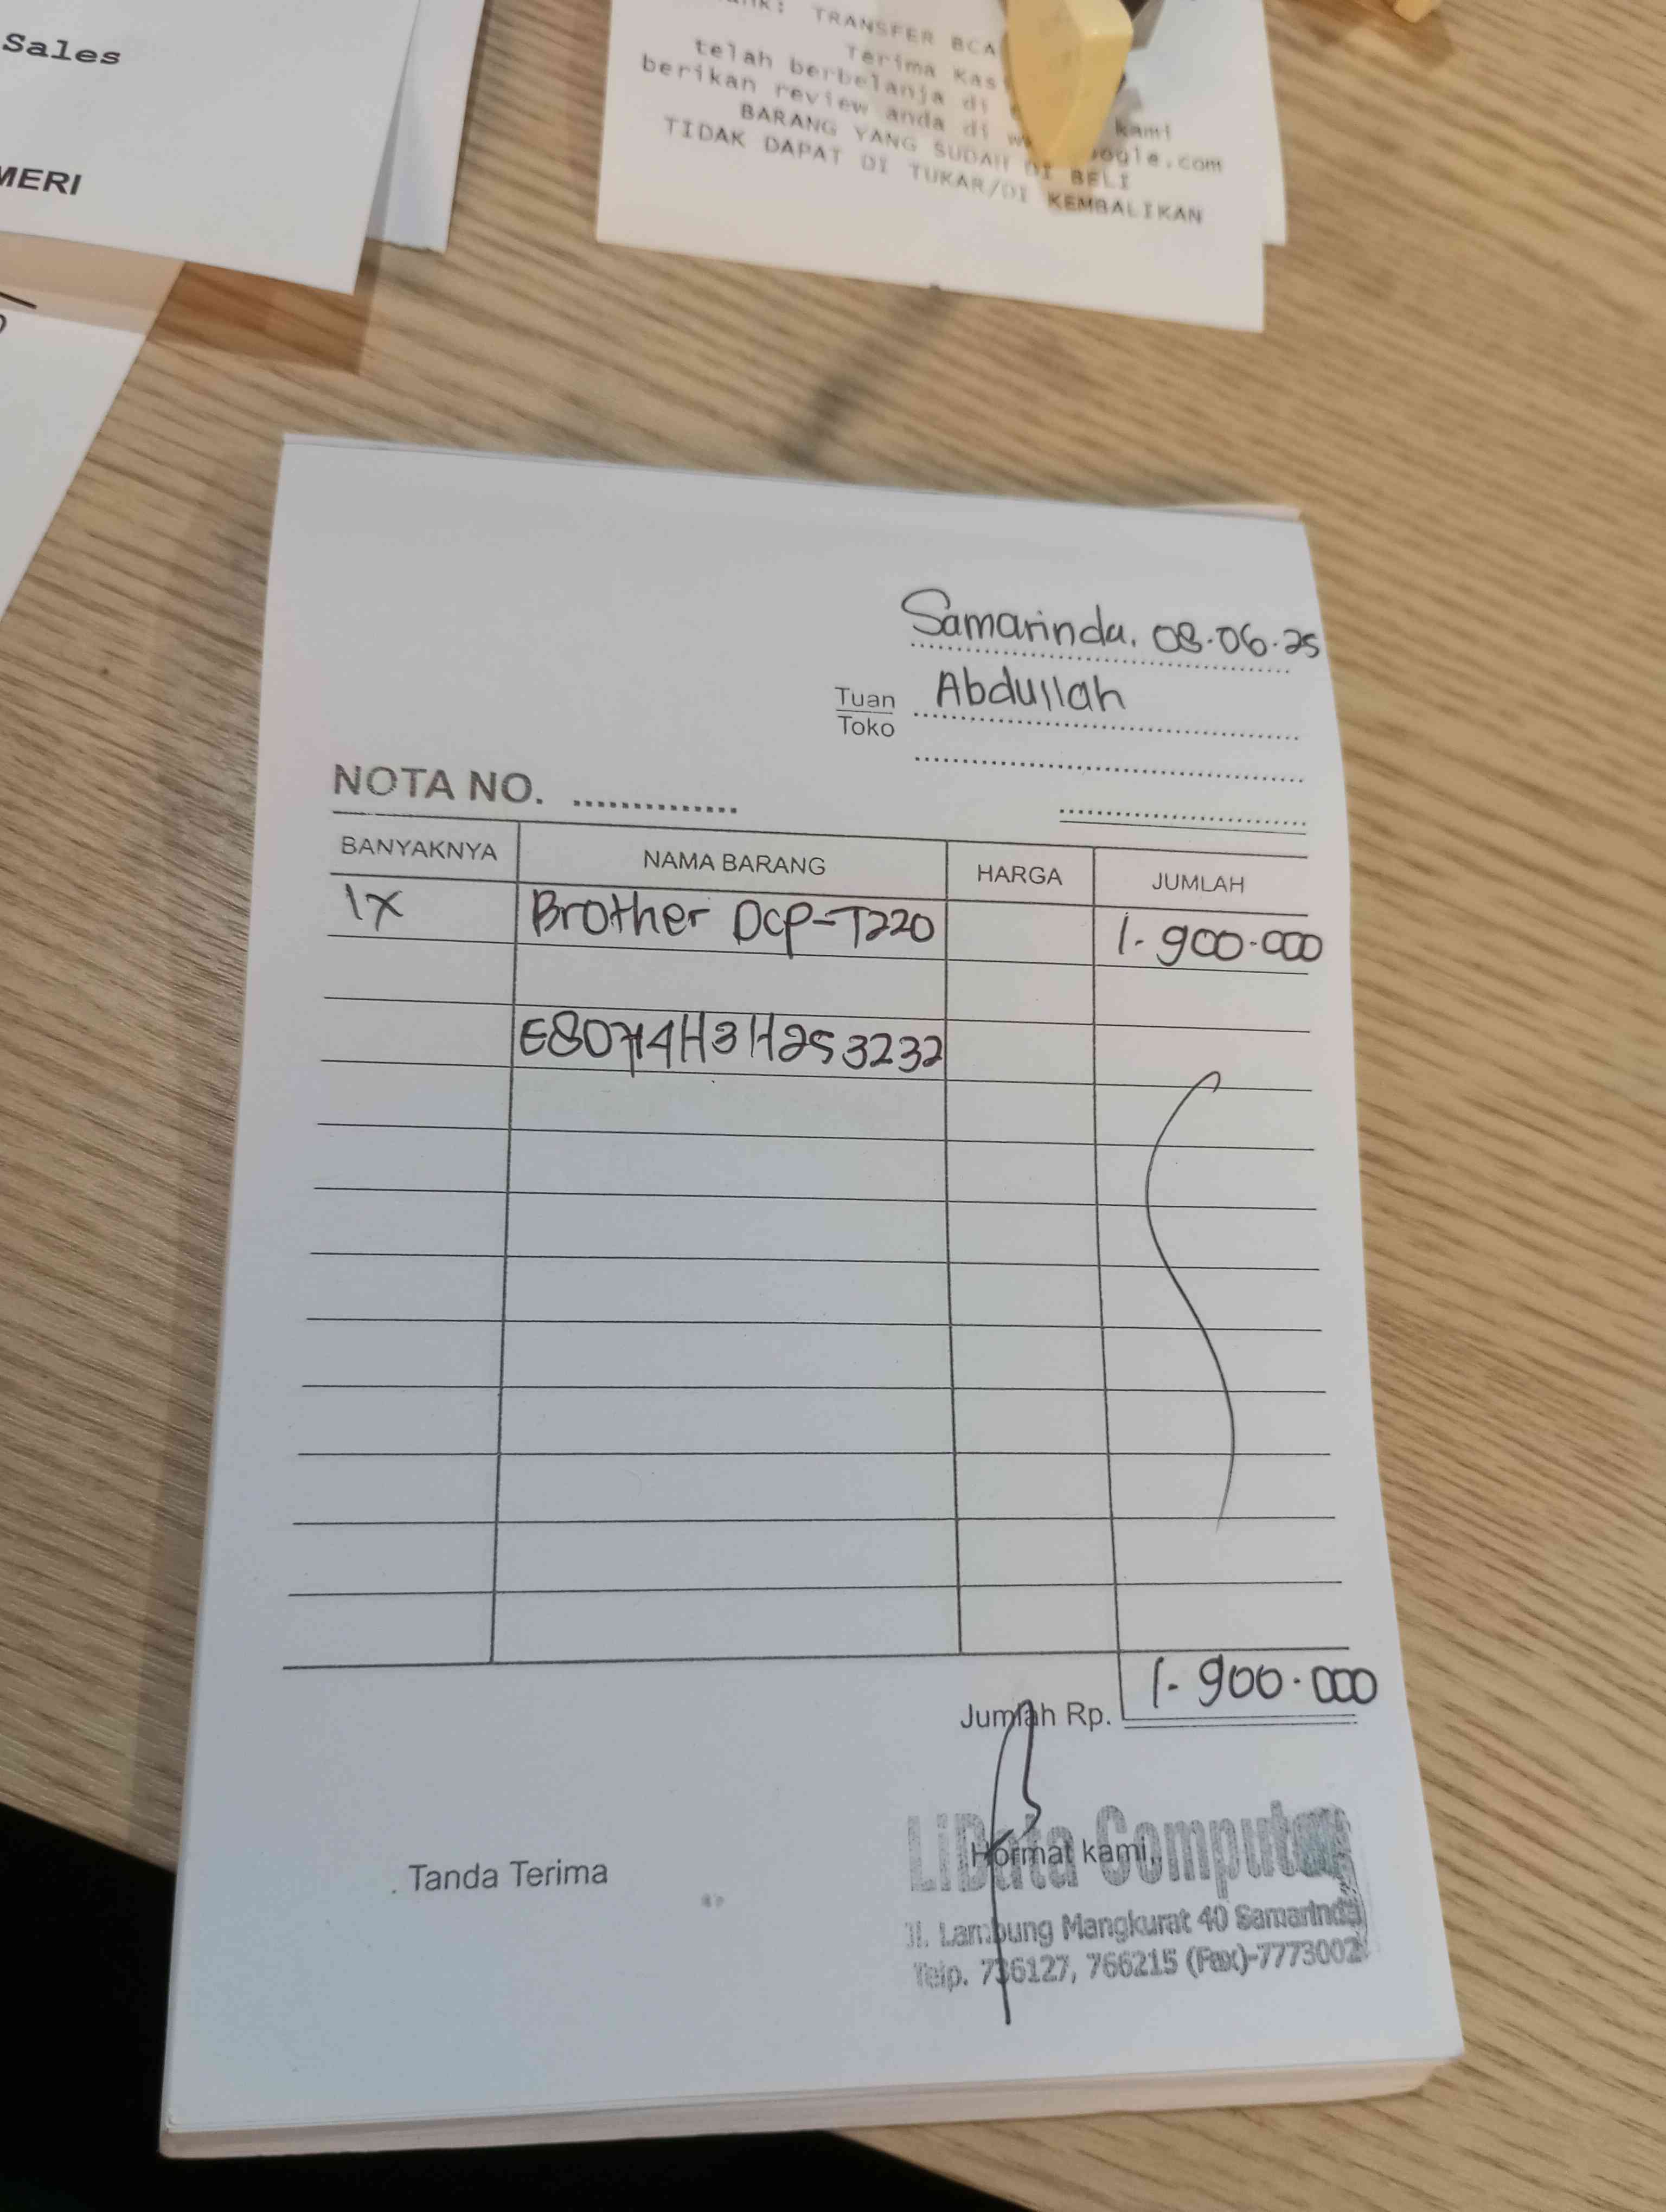 Sales
MERI
TRANSFER BCA
Terima
telah berbelanja di kami
berikan review anda di
BARANG YANG SUDAH DI BELI
TIDAK DAPAT DI TUKAR/DI KEMBALIKAN
Samarinda. 08.06.25
Tuan Abdullah
Toko
NOTA NO. ..............
BANYAKNYA NAMA BARANG HARGA JUMLAH
1x Brother DCP-T220 1.900.000
E80714H3H253232
Jumlah Rp. 1.900.000
Tanda Terima
Hormat kami,
LiData Computer
Jl. Lambung Mangkurat 40 Samarinda
Telp. 736127, 766215 (Fax)-7773002